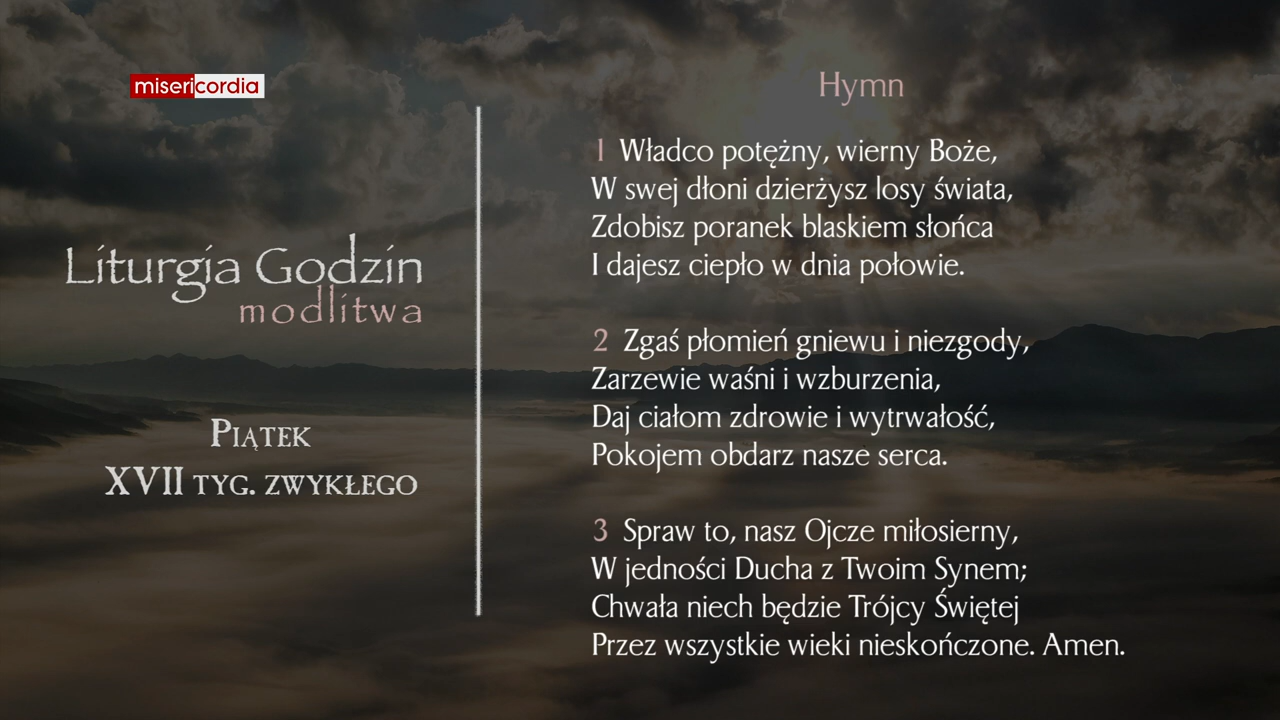 misericordia
Liturgia Godzin
modlitwa
Piątek
XVII tyg. zwykłego
Hymn
1 Władco potężny, wierny Boże,
W swej dłoni dzierżysz losy świata,
Zdobisz poranek blaskiem słońca
I dajesz ciepło w dnia połowie.
2 Zgaś płomień gniewu i niezgody,
Zarzewie waśni i wzburzenia,
Daj ciałom zdrowie i wytrwałość,
Pokojem obdarz nasze serca.
3 Spraw to, nasz Ojcze miłosierny,
W jedności Ducha z Twoim Synem;
Chwała niech będzie Trójcy Świętej
Przez wszystkie wieki nieskończone. Amen.